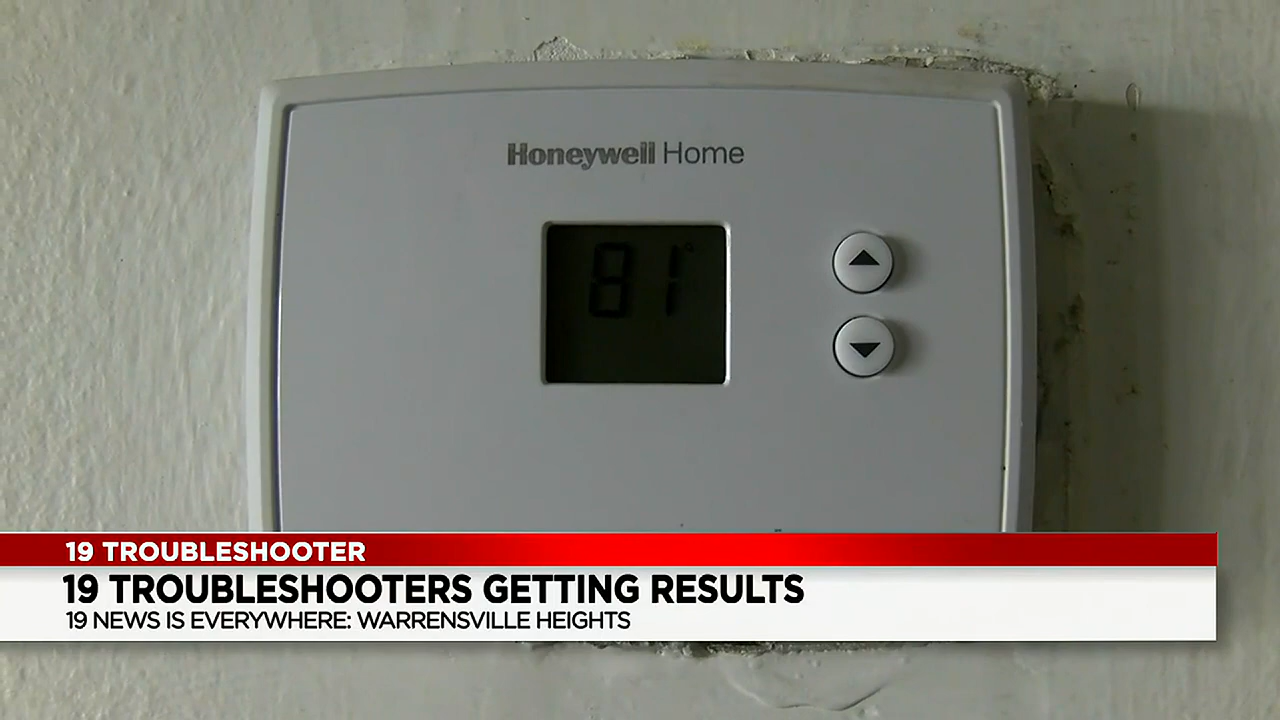 Honeywell Home
81°
19 TROUBLESHOOTER
19 TROUBLESHOOTERS GETTING RESULTS
19 NEWS IS EVERYWHERE: WARRENSVILLE HEIGHTS